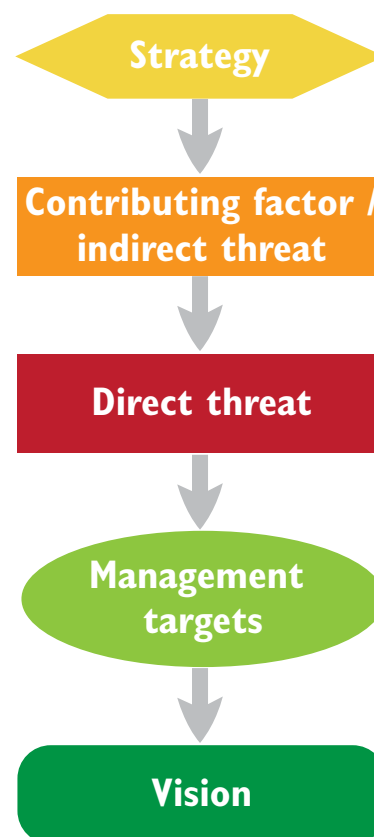 Strategy
Contributing factor /
indirect threat
Direct threat
Management
targets
Vision